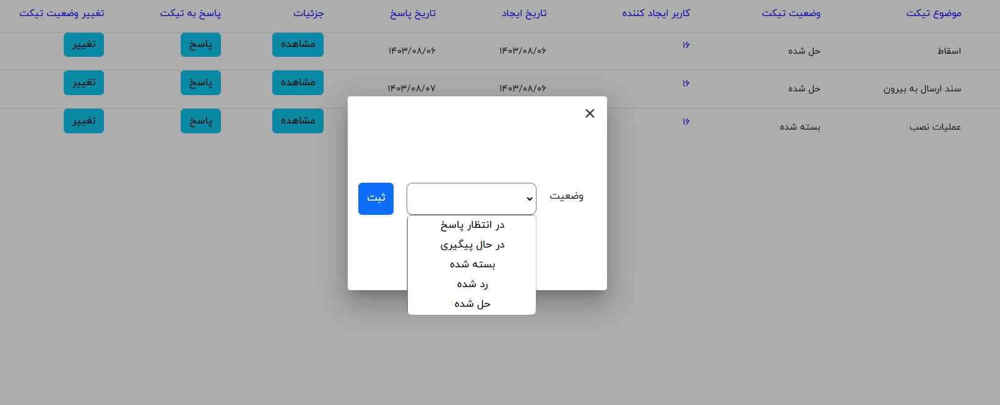 موضوع تیکت وضعیت تیکت کاربر ایجاد کننده تاریخ ایجاد تاریخ پاسخ جزئیات پاسخ به تیکت تغییر وضعیت تیکت
اسقاط حل شده ۱۶ ۱۴۰۳/۰۸/۰۶ ۱۴۰۳/۰۸/۰۶ مشاهده پاسخ تغییر
سند ارسال به بیرون حل شده ۱۶ ۱۴۰۳/۰۸/۰۶ ۱۴۰۳/۰۸/۰۷ مشاهده پاسخ تغییر
عملیات نصب بسته شده ۱۶ مشاهده پاسخ تغییر
وضعیت ثبت
در انتظار پاسخ
در حال پیگیری
بسته شده
رد شده
حل شده